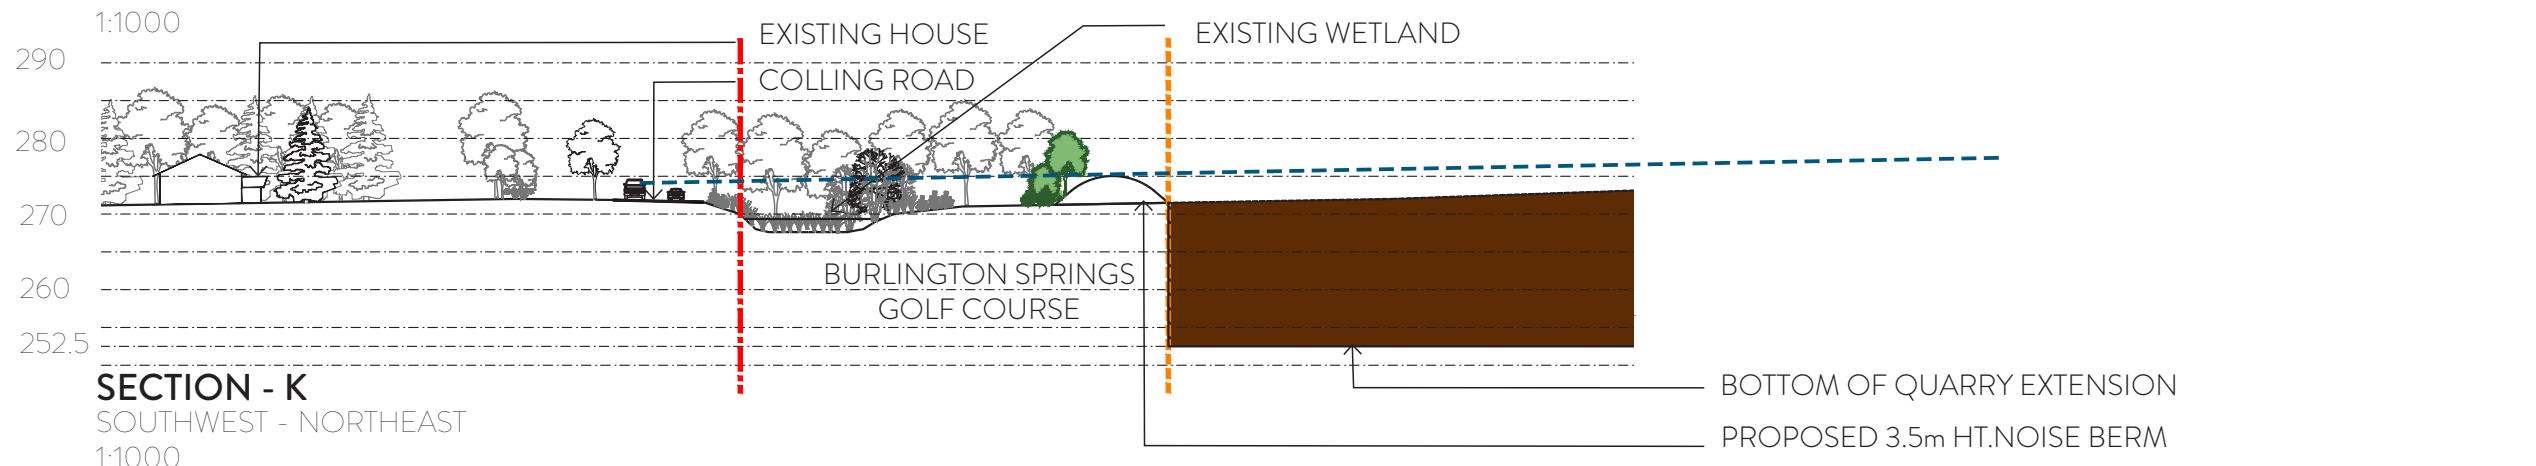 1:1000
EXISTING HOUSE
EXISTING WETLAND
290
COLLING ROAD
280
270
BURLINGTON SPRINGS
GOLF COURSE
260
252.5
SECTION - K
BOTTOM OF QUARRY EXTENSION
SOUTHWEST - NORTHEAST
PROPOSED 3.5m HT.NOISE BERM
1:1000